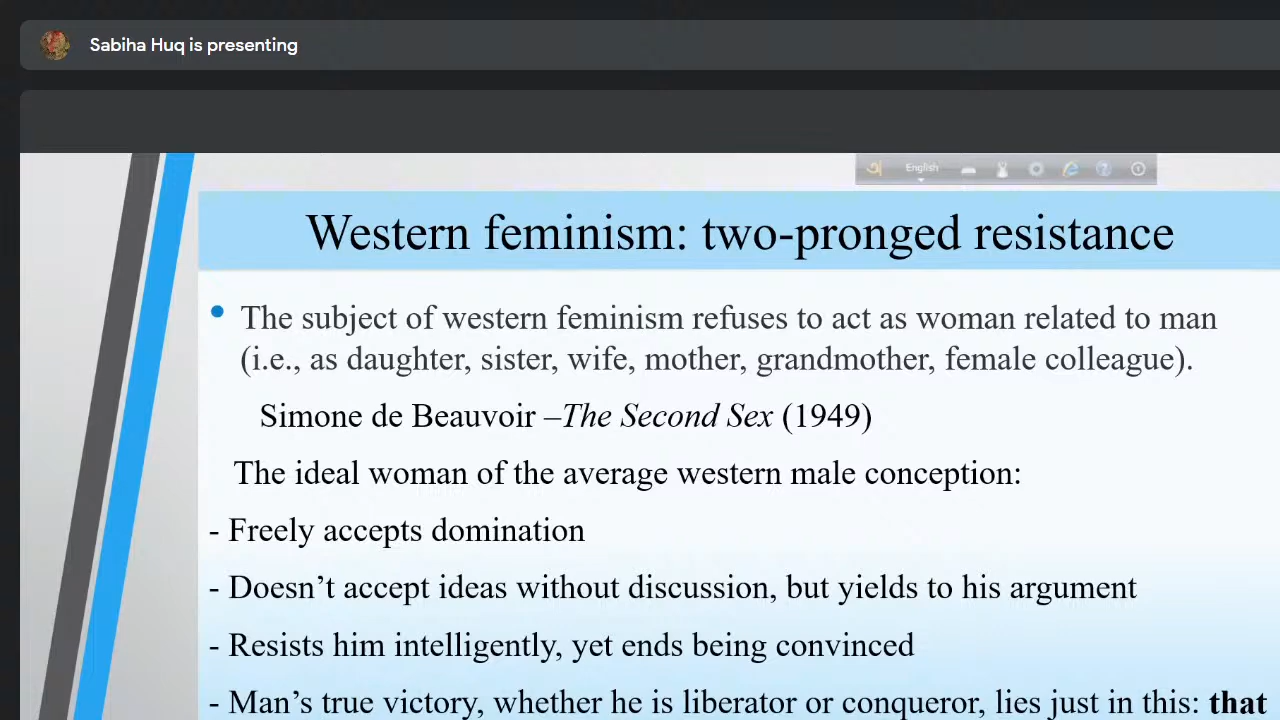 Sabiha Huq is presenting
English
Western feminism: two-pronged resistance
• The subject of western feminism refuses to act as woman related to man
(i.e., as daughter, sister, wife, mother, grandmother, female colleague).
Simone de Beauvoir –The Second Sex (1949)
The ideal woman of the average western male conception:
- Freely accepts domination
- Doesn’t accept ideas without discussion, but yields to his argument
- Resists him intelligently, yet ends being convinced
- Man’s true victory, whether he is liberator or conqueror, lies just in this: that